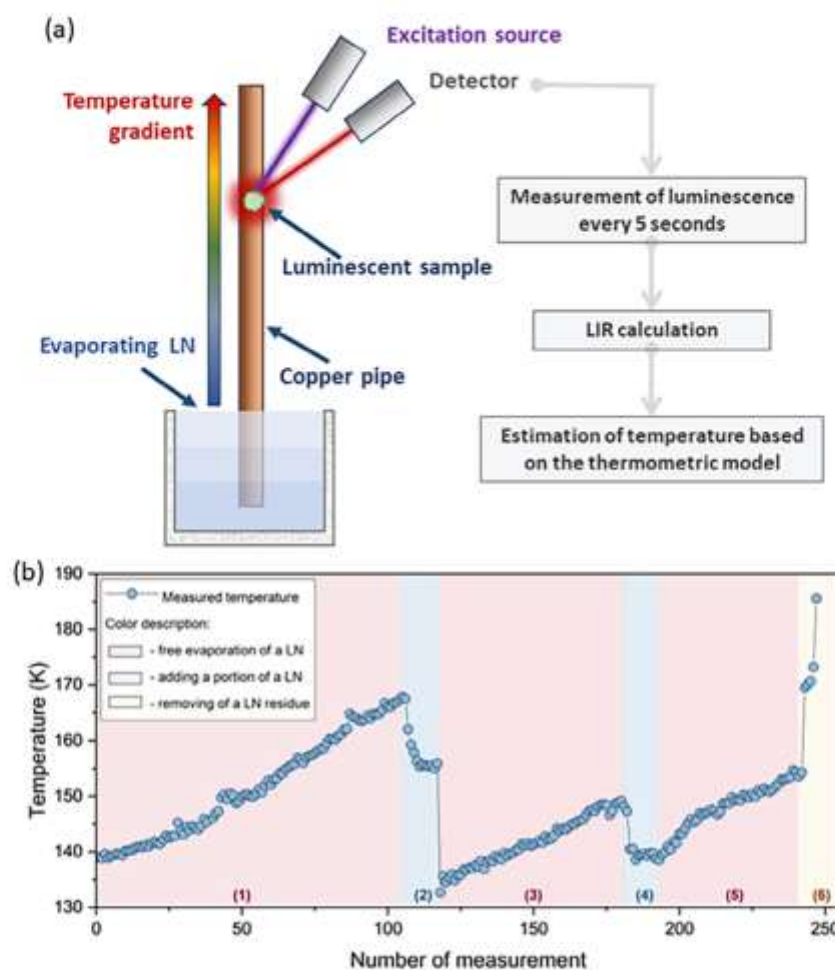 (a)
Excitation source
Detector
Temperature
gradient
Measurement of luminescence
every 5 seconds
Luminescent sample
LIR calculation
Evaporating LN
Copper pipe
Estimation of temperature based
on the thermometric model
(b)
190
180
170
160
150
140
130
Temperature (K)
Measured temperature
Color description:
- free evaporation of a LN
- adding a portion of a LN
- removing of a LN residue
(1)
(2)
(3)
(4)
(5)
(6)
0
50
100
150
200
250
Number of measurement